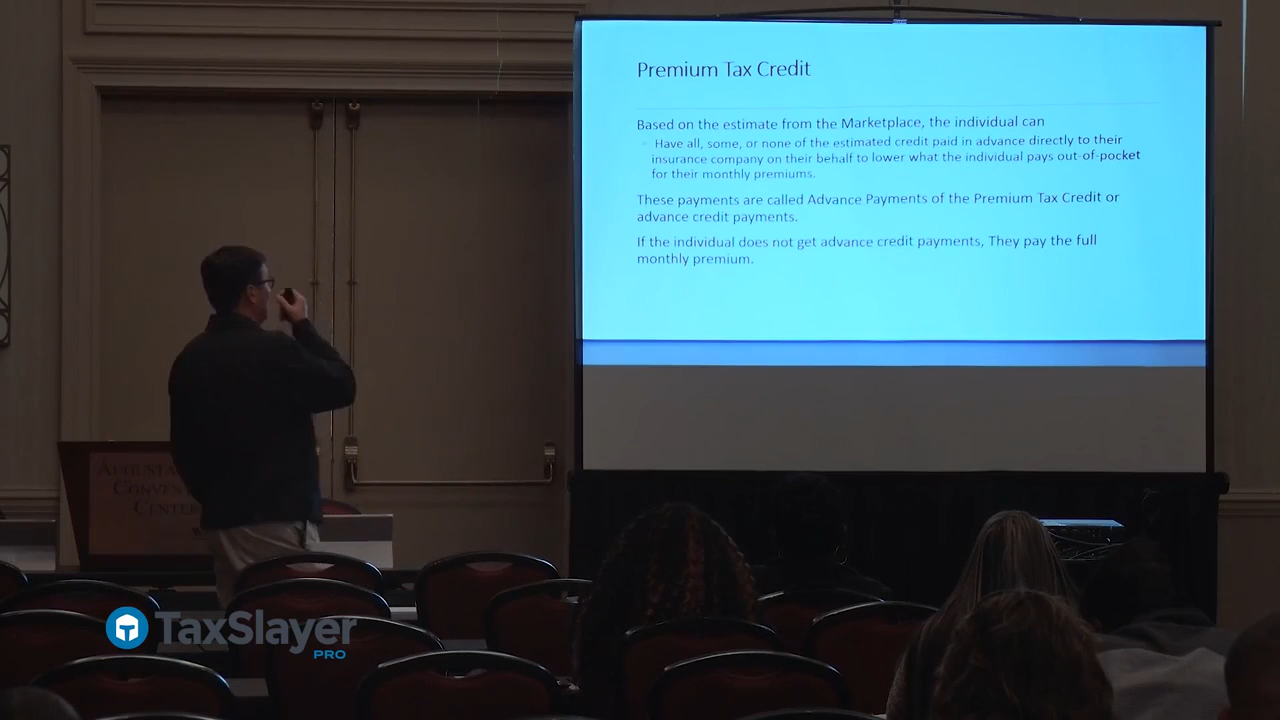 Premium Tax Credit
Based on the estimate from the Marketplace, the individual can
Have all, some, or none of the estimated credit paid in advance directly to their
insurance company on their behalf to lower what the individual pays out-of-pocket
for their monthly premiums.
These payments are called Advance Payments of the Premium Tax Credit or
advance credit payments.
If the individual does not get advance credit payments, They pay the full
monthly premium.
AUGUSTA
CONVEN
CENTE
TaxSlayer
PRO